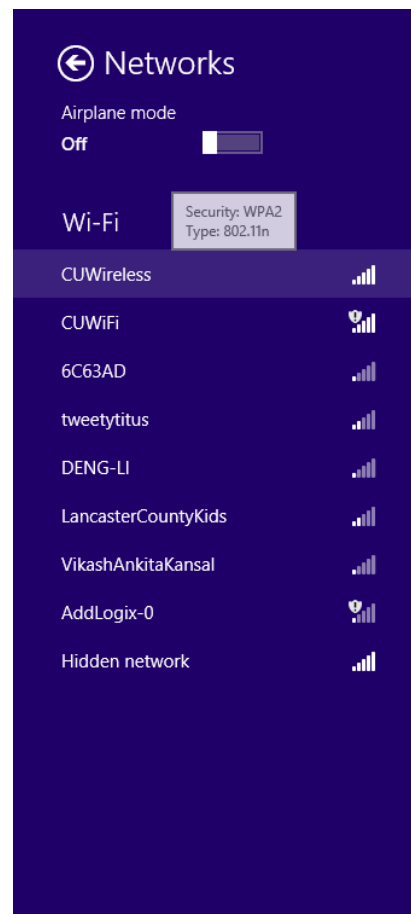 Networks
Airplane mode
Off
Wi-Fi
Security: WPA2
Type: 802.11n
CUWireless
CUWiFi
6C63AD
tweetytitus
DENG-LI
LancasterCountyKids
VikashAnkitaKansal
AddLogix-0
Hidden network